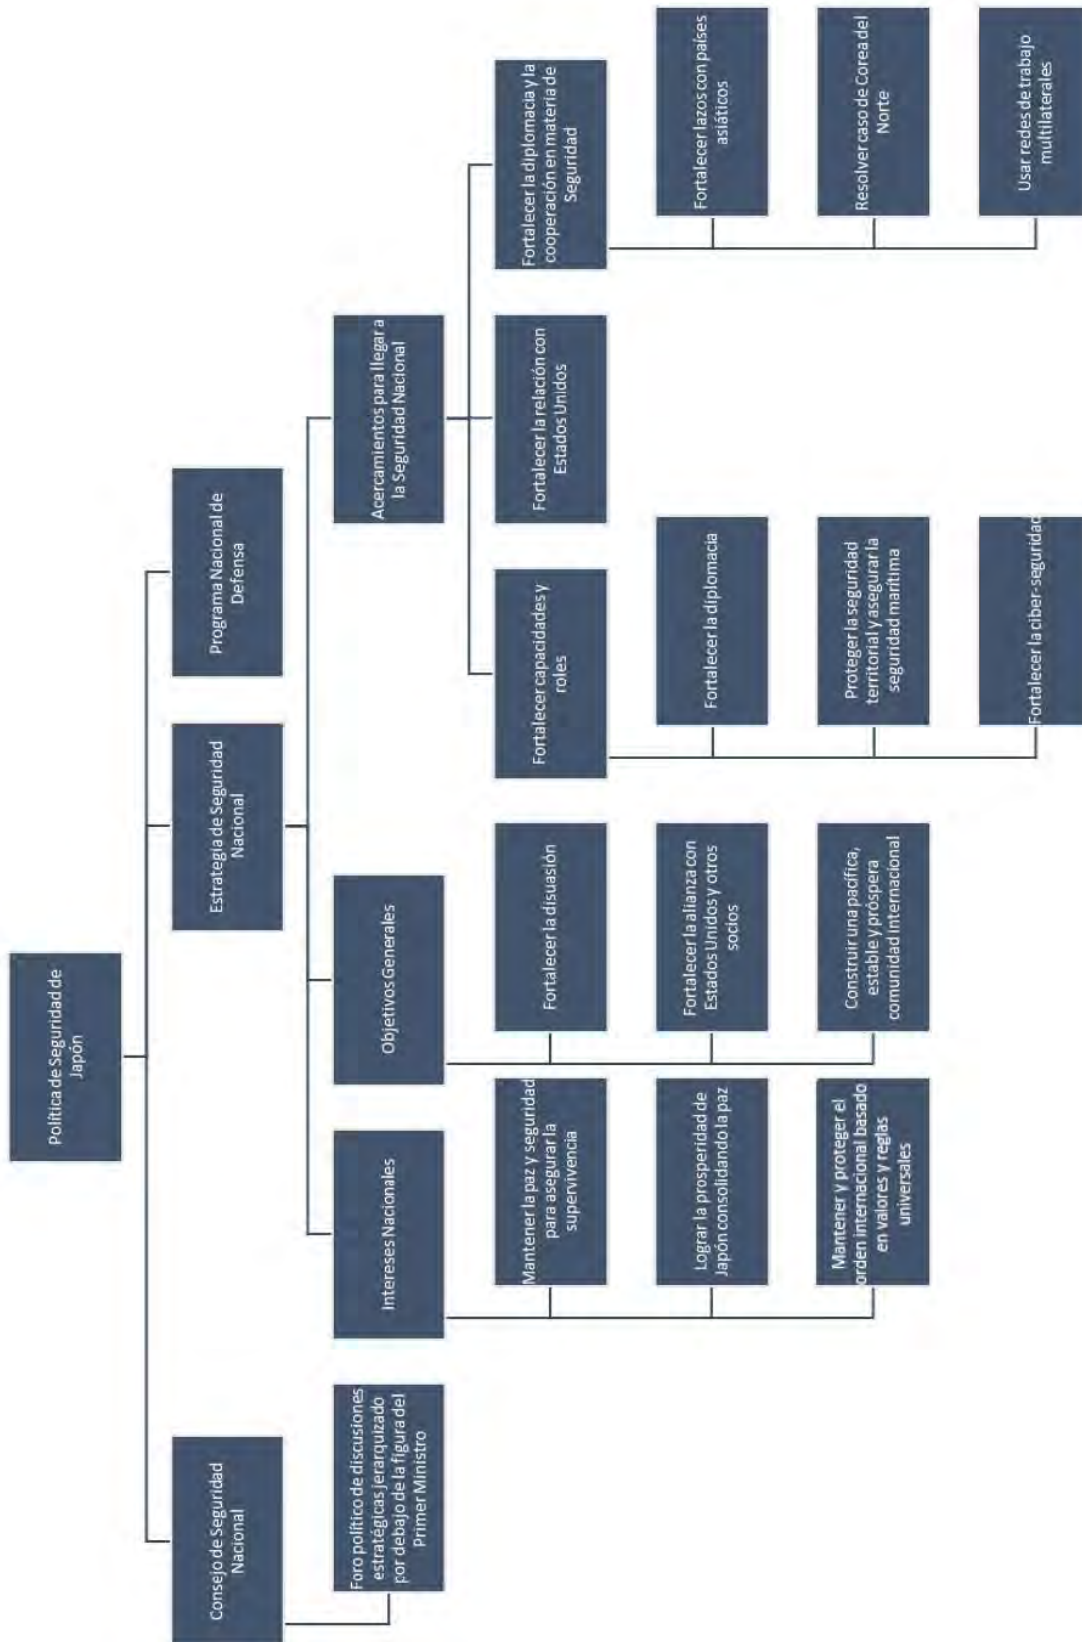 Política de Seguridad de
Japón
Consejo de Seguridad
Nacional
Estrategia de Seguridad
Nacional
Programa Nacional de
Defensa
Foro político de discusiones
estratégicas jerarquizado
por debajo de la figura del
Primer Ministro
Intereses Nacionales
Objetivos Generales
Acercamientos para llegar a
la Seguridad Nacional
Mantener la paz y seguridad
para asegurar la
supervivencia
Lograr la prosperidad de
Japón consolidando la paz
Mantener y proteger el
orden internacional basado
en valores y reglas
universales
Fortalecer la disuasión
Fortalecer la alianza con
Estados Unidos y otros
socios
Construir una pacífica,
estable y próspera
comunidad Internacional
Fortalecer capacidades y
roles
Fortalecer la diplomacia
Proteger la seguridad
territorial y asegurar la
seguridad marítima
Fortalecer la ciber-seguridad
Fortalecer la relación con
Estados Unidos
Fortalecer la diplomacia y la
cooperación en materia de
Seguridad
Fortalecer lazos con países
asiáticos
Resolver caso de Corea del
Norte
Usar redes de trabajo
multilaterales